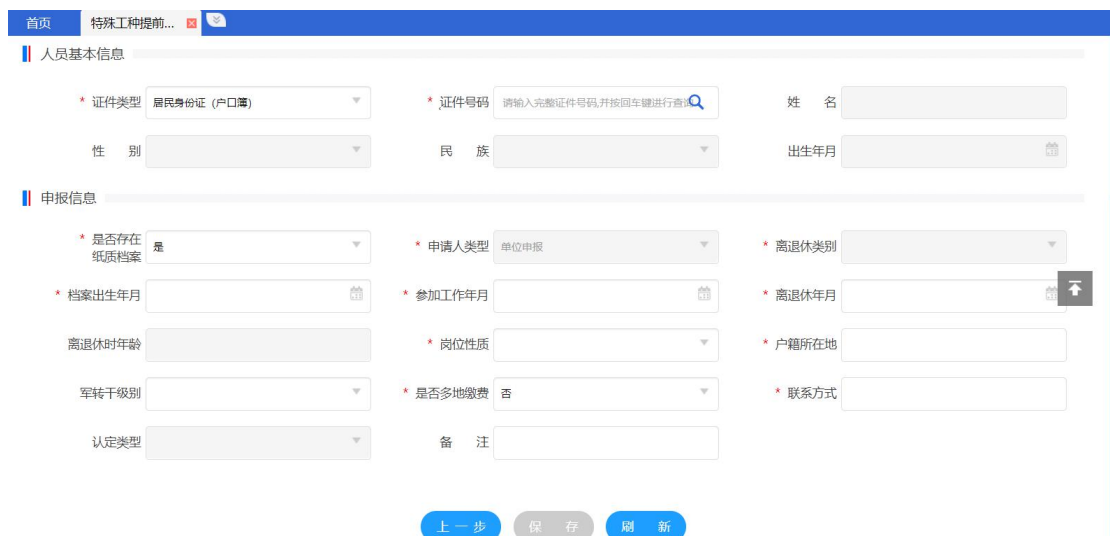 首页 特殊工种提前...
人员基本信息
* 证件类型 居民身份证（户口簿） * 证件号码 请输入完整证件号码,并按回车键进行查询 姓 名
性 别 民 族 出生年月
申报信息
* 是否存在
纸质档案 是 * 申请人类型 单位申报 * 离退休类别
* 档案出生年月 * 参加工作年月 * 离退休年月
离退休时年龄 * 岗位性质 * 户籍所在地
军转干级别 * 是否多地缴费 否 * 联系方式
认定类型 备 注
上一步 保 存 刷 新